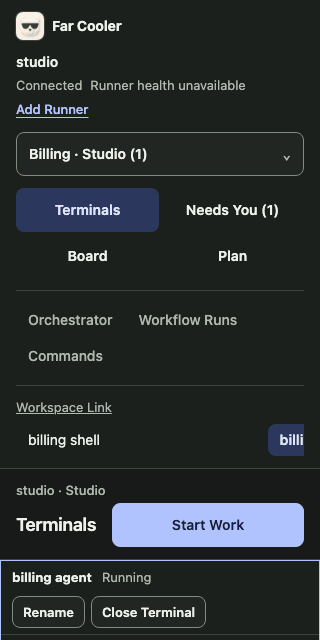 Far Cooler
studio
Connected Runner health unavailable
Add Runner
Billing · Studio (1)
Terminals Needs You (1)
Board Plan
Orchestrator Workflow Runs
Commands
Workspace Link
billing shell billi
studio · Studio
Terminals Start Work
billing agent Running
Rename Close Terminal